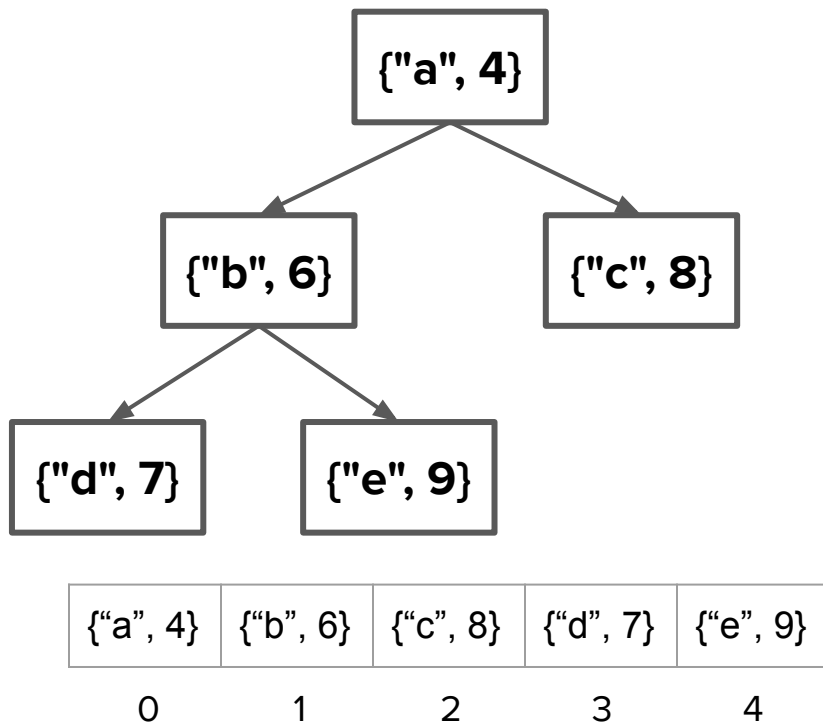 {"a", 4}
{"b", 6} {"c", 8}
{"d", 7} {"e", 9}
{“a”, 4} {“b”, 6} {“c”, 8} {“d”, 7} {“e”, 9}
0 1 2 3 4